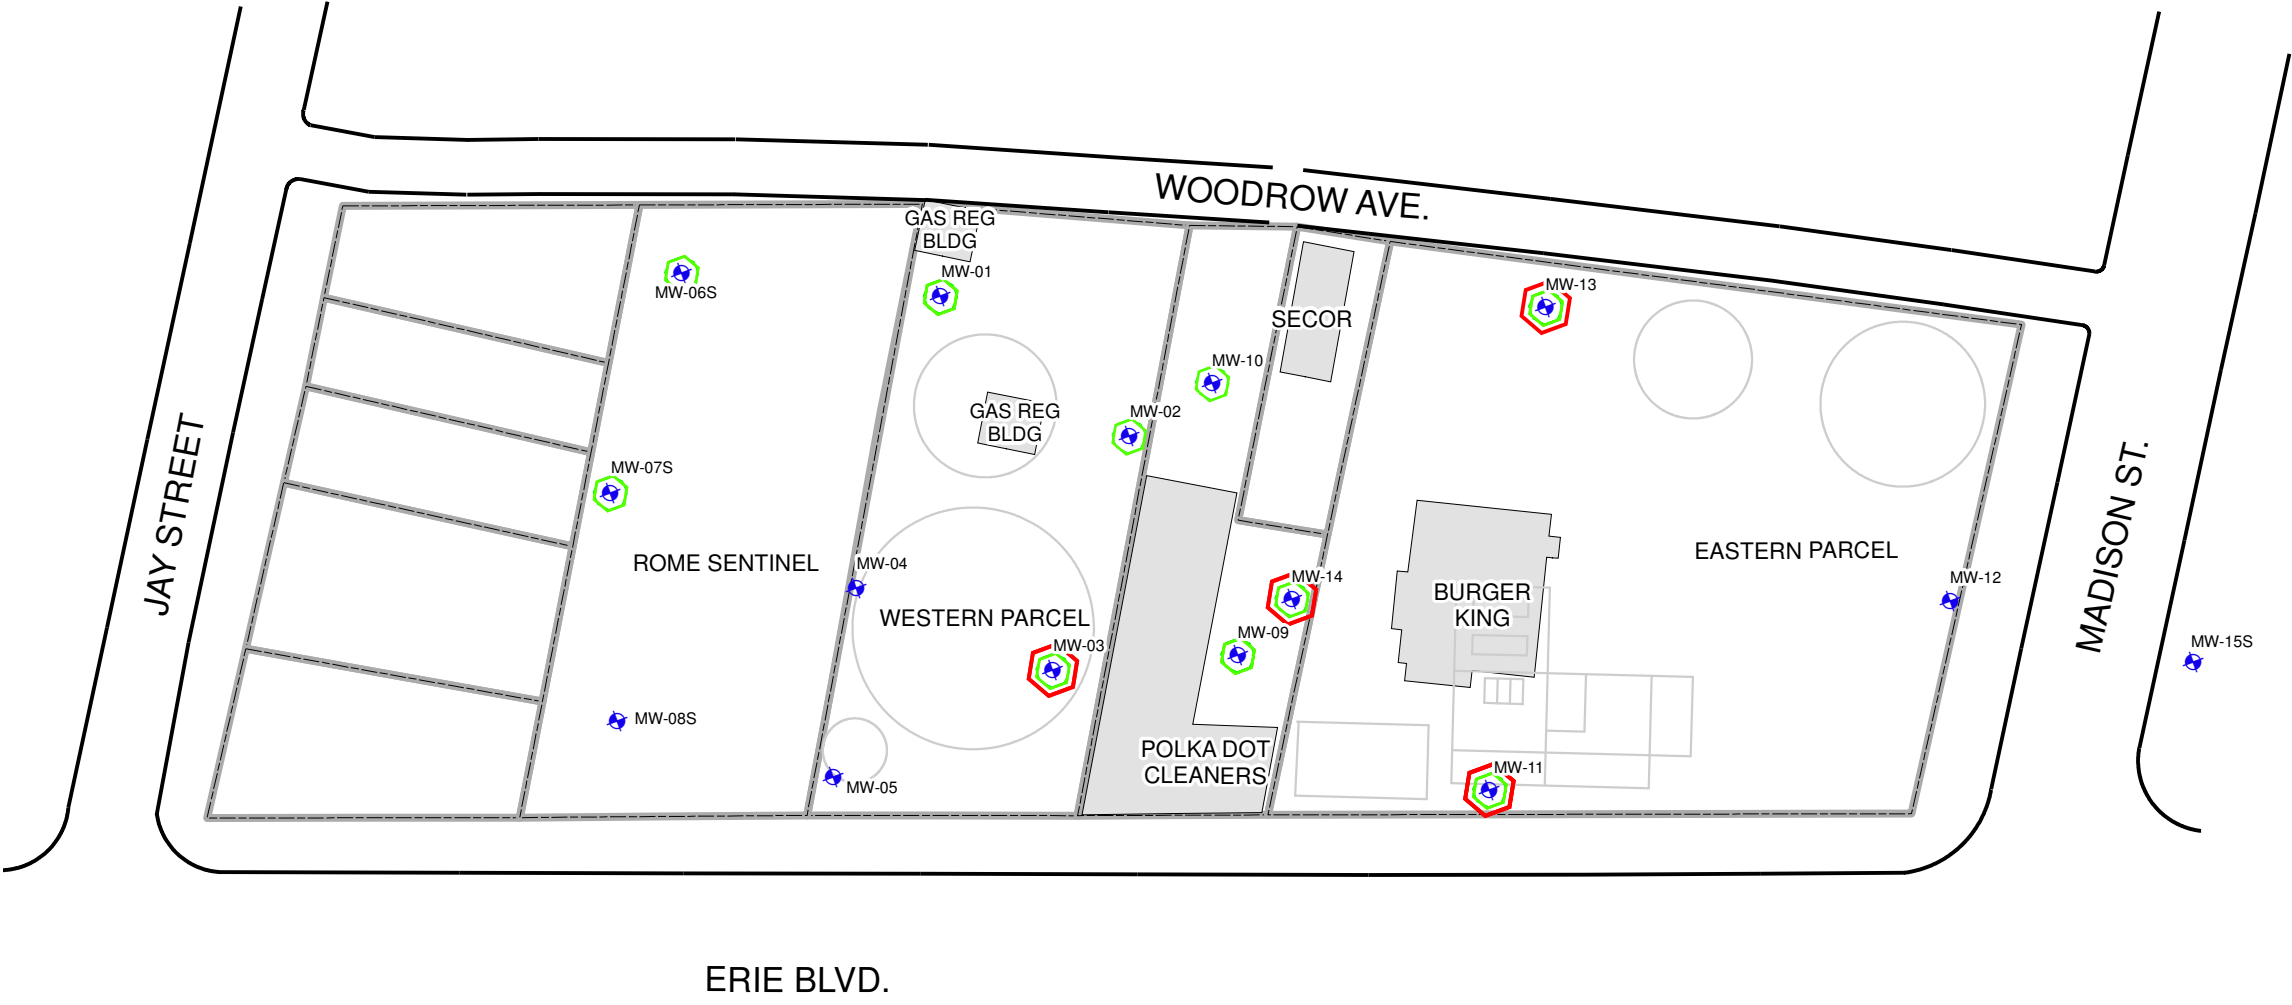 WOODROW AVE.
GAS REG
BLDG
MW-01
MW-06S
MW-13
SECOR
MW-10
GAS REG
BLDG
MW-02
MW-07S
JAY STREET
ROME SENTINEL
MW-04
WESTERN PARCEL
MW-03
MW-14
MW-09
BURGER
KING
EASTERN PARCEL
MW-12
MADISON ST.
MW-15S
MW-08S
MW-05
POLKA DOT
CLEANERS
MW-11
ERIE BLVD.